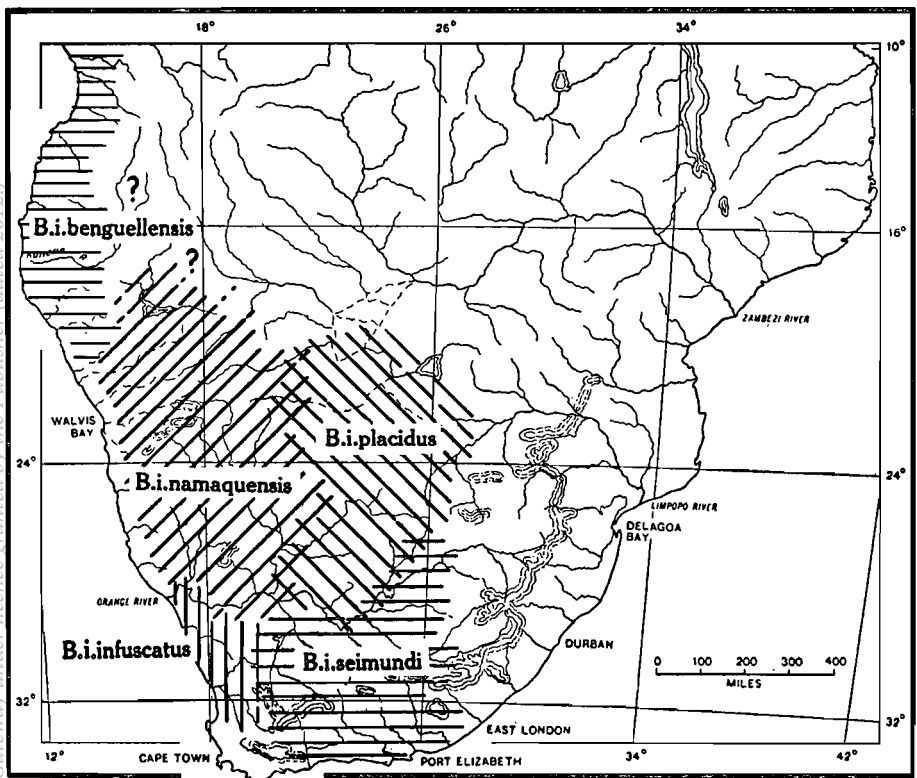 18° 26° 34°
10°
?
B.i.benguellensis
16°
?
ZAMBEZI RIVER
WALVIS
BAY
B.i.placidus
24°
24°
B.i.namaquensis
LIMPOPO RIVER
DELAGOA
BAY
ORANGE RIVER
B.i.infuscatus
DURBAN
B.i.seimundi
0 100 200 300 400
MILES
32°
32°
EAST LONDON
12° CAPE TOWN PORT ELIZABETH 34° 42°